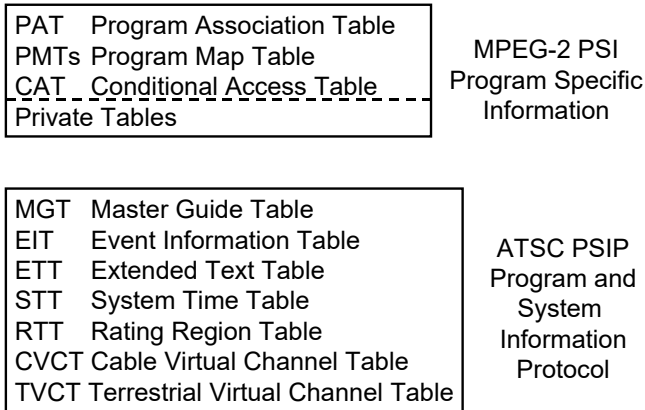 PAT Program Association Table
PMTs Program Map Table
CAT Conditional Access Table
Private Tables
MPEG-2 PSI
Program Specific
Information
MGT Master Guide Table
EIT Event Information Table
ETT Extended Text Table
STT System Time Table
RTT Rating Region Table
CVCT Cable Virtual Channel Table
TVCT Terrestrial Virtual Channel Table
ATSC PSIP
Program and
System
Information
Protocol